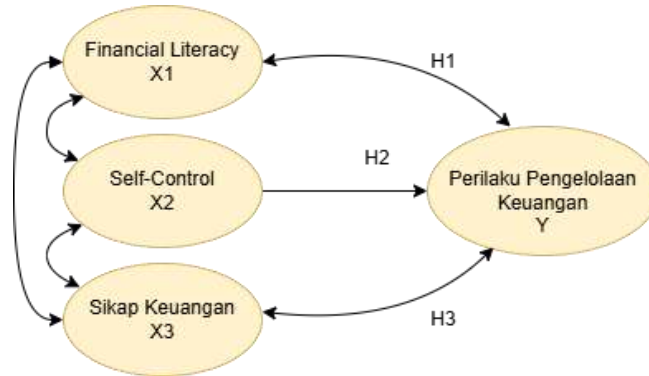 Financial Literacy
X1
H1
Self-Control
X2
H2
Perilaku Pengelolaan
Keuangan
Y
Sikap Keuangan
X3
H3